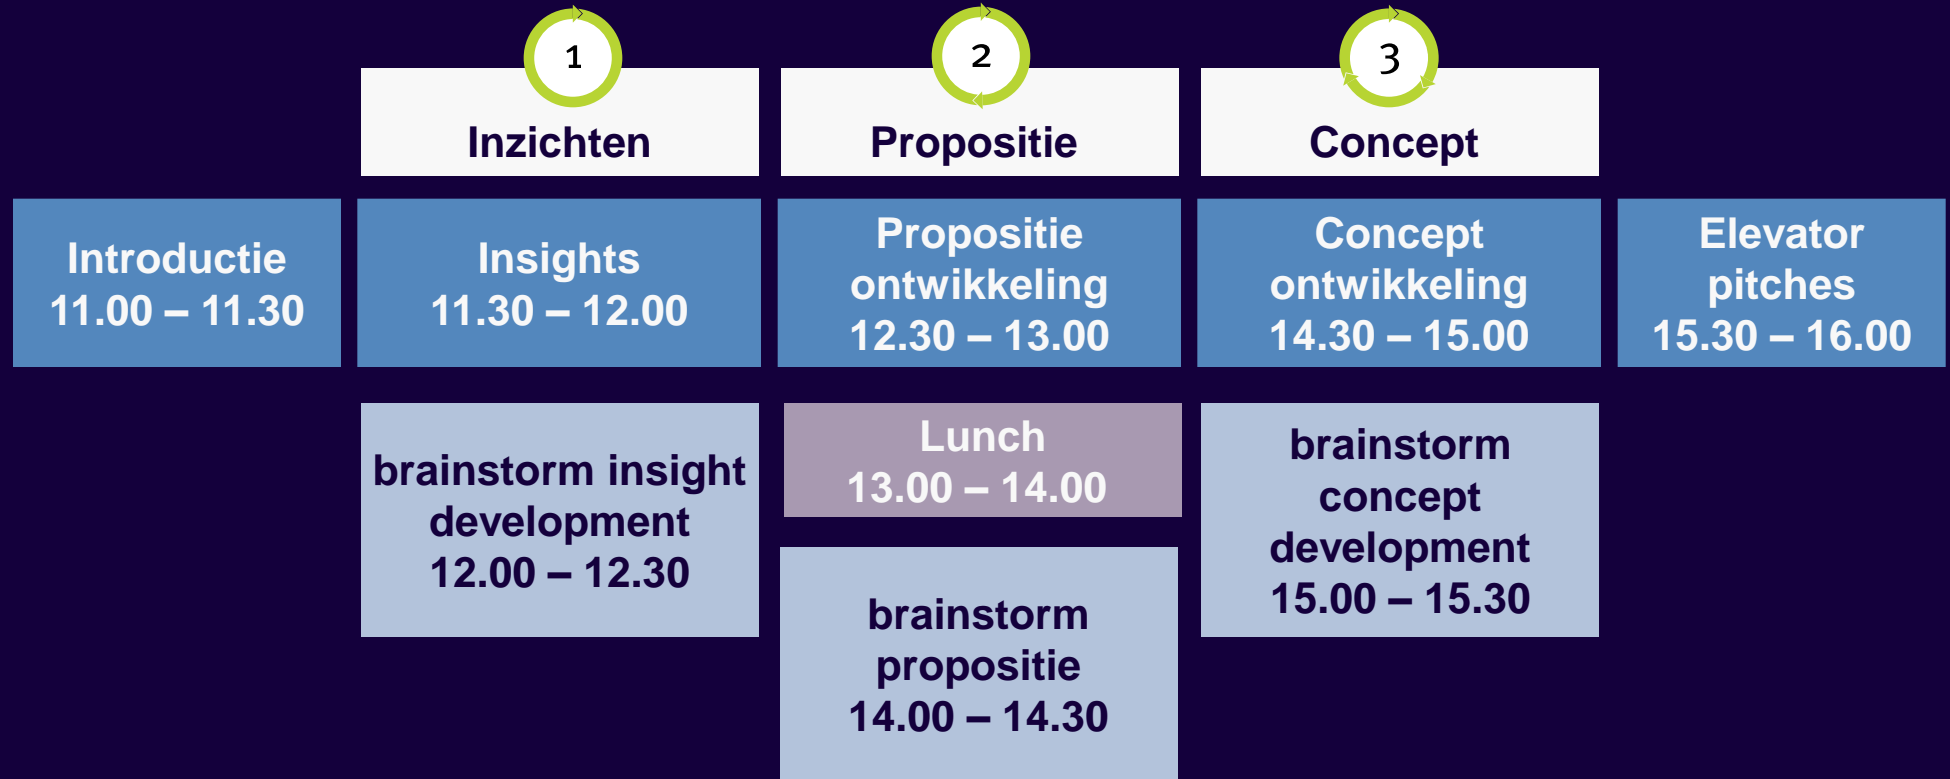 1
Inzichten
2
Propositie
3
Concept
Introductie
11.00 – 11.30
Insights
11.30 – 12.00
Propositie
ontwikkeling
12.30 – 13.00
Concept
ontwikkeling
14.30 – 15.00
Elevator
pitches
15.30 – 16.00
brainstorm insight
development
12.00 – 12.30
Lunch
13.00 – 14.00
brainstorm
propositie
14.00 – 14.30
brainstorm
concept
development
15.00 – 15.30